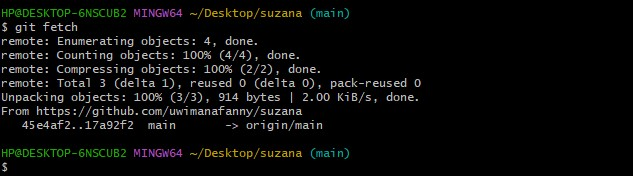 HP@DESKTOP-6NSCUB2 MINGW64 ~/Desktop/suzana (main)
$ git fetch
remote: Enumerating objects: 4, done.
remote: Counting objects: 100% (4/4), done.
remote: Compressing objects: 100% (2/2), done.
remote: Total 3 (delta 1), reused 0 (delta 0), pack-reused 0
Unpacking objects: 100% (3/3), 914 bytes | 2.00 KiB/s, done.
From https://github.com/uwimanafanny/suzana
   45e4af2..17a92f2  main       -> origin/main
HP@DESKTOP-6NSCUB2 MINGW64 ~/Desktop/suzana (main)
$